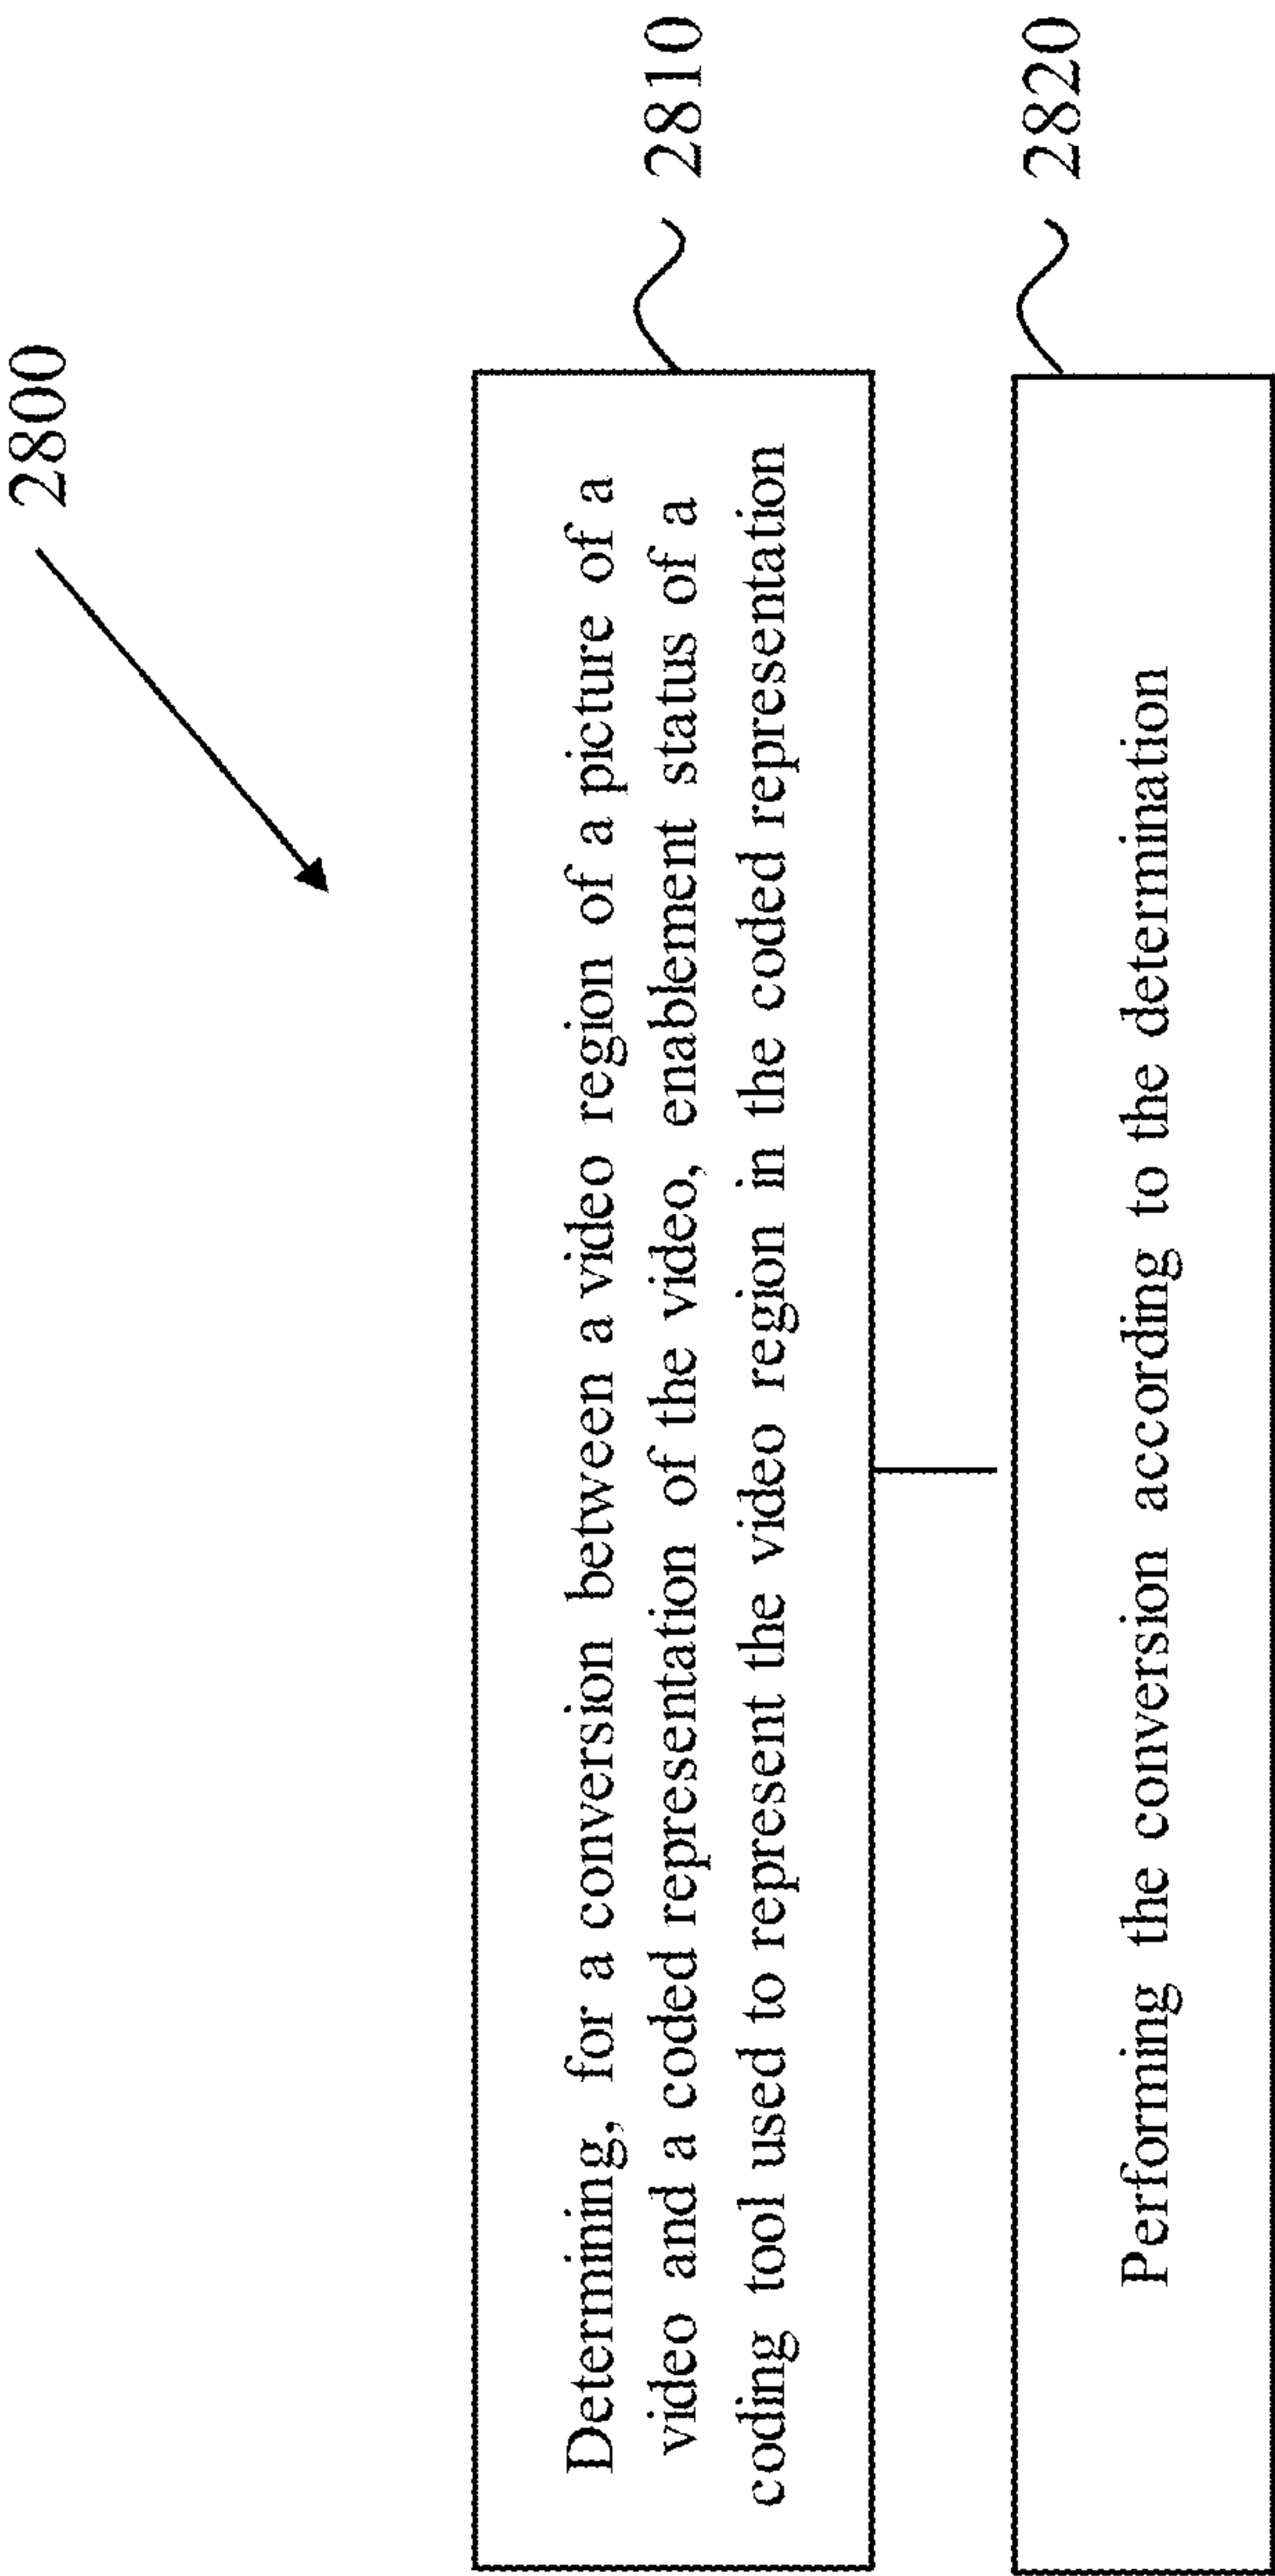 2800
Determining, for a conversion between a video region of a picture of a
video and a coded representation of the video, enablement status of a
coding tool used to represent the video region in the coded representation
2810
Performing the conversion according to the determination
2820